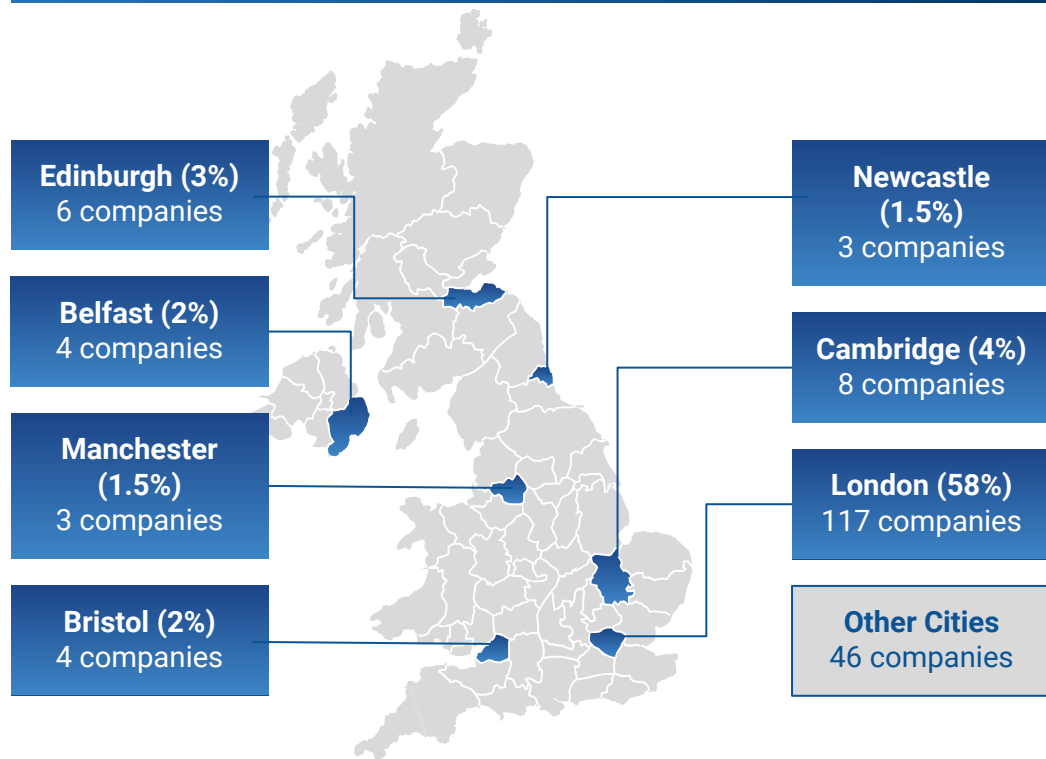 Edinburgh (3%)
6 companies
Belfast (2%)
4 companies
Manchester
(1.5%)
3 companies
Bristol (2%)
4 companies
Newcastle
(1.5%)
3 companies
Cambridge (4%)
8 companies
London (58%)
117 companies
Other Cities
46 companies